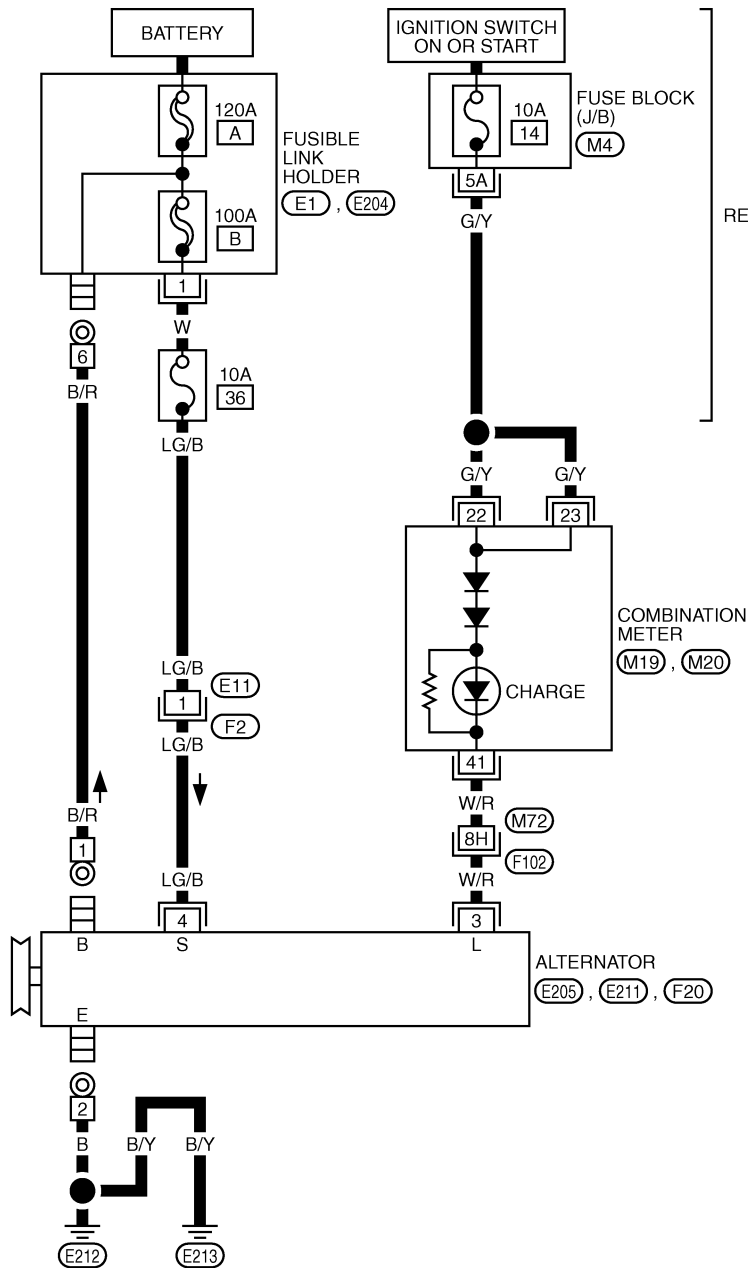 BATTERY
IGNITION SWITCH
ON OR START
120A
A
FUSIBLE
LINK
HOLDER
E1 , E204
100A
B
10A
14
FUSE BLOCK
(J/B)
M4
5A
G/Y
RE
1
W
6
B/R
10A
36
LG/B
G/Y
G/Y
22
23
COMBINATION
METER
M19 , M20
CHARGE
41
LG/B
1
E11
F2
LG/B
W/R
8H
M72
F102
W/R
B/R
1
LG/B
4
3
B
S
L
E
ALTERNATOR
E205 , E211 , F20
2
B
B/Y
B/Y
E212
E213